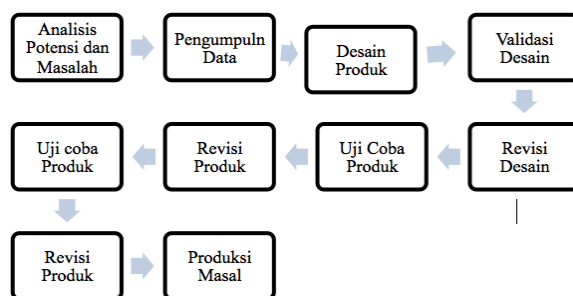 Analisis
Potensi dan
Masalah
Pengumpuln
Data
Desain
Produk
Validasi
Desain
Revisi
Desain
Uji Coba
Produk
Revisi
Produk
Uji coba
Produk
Revisi
Produk
Produksi
Masal